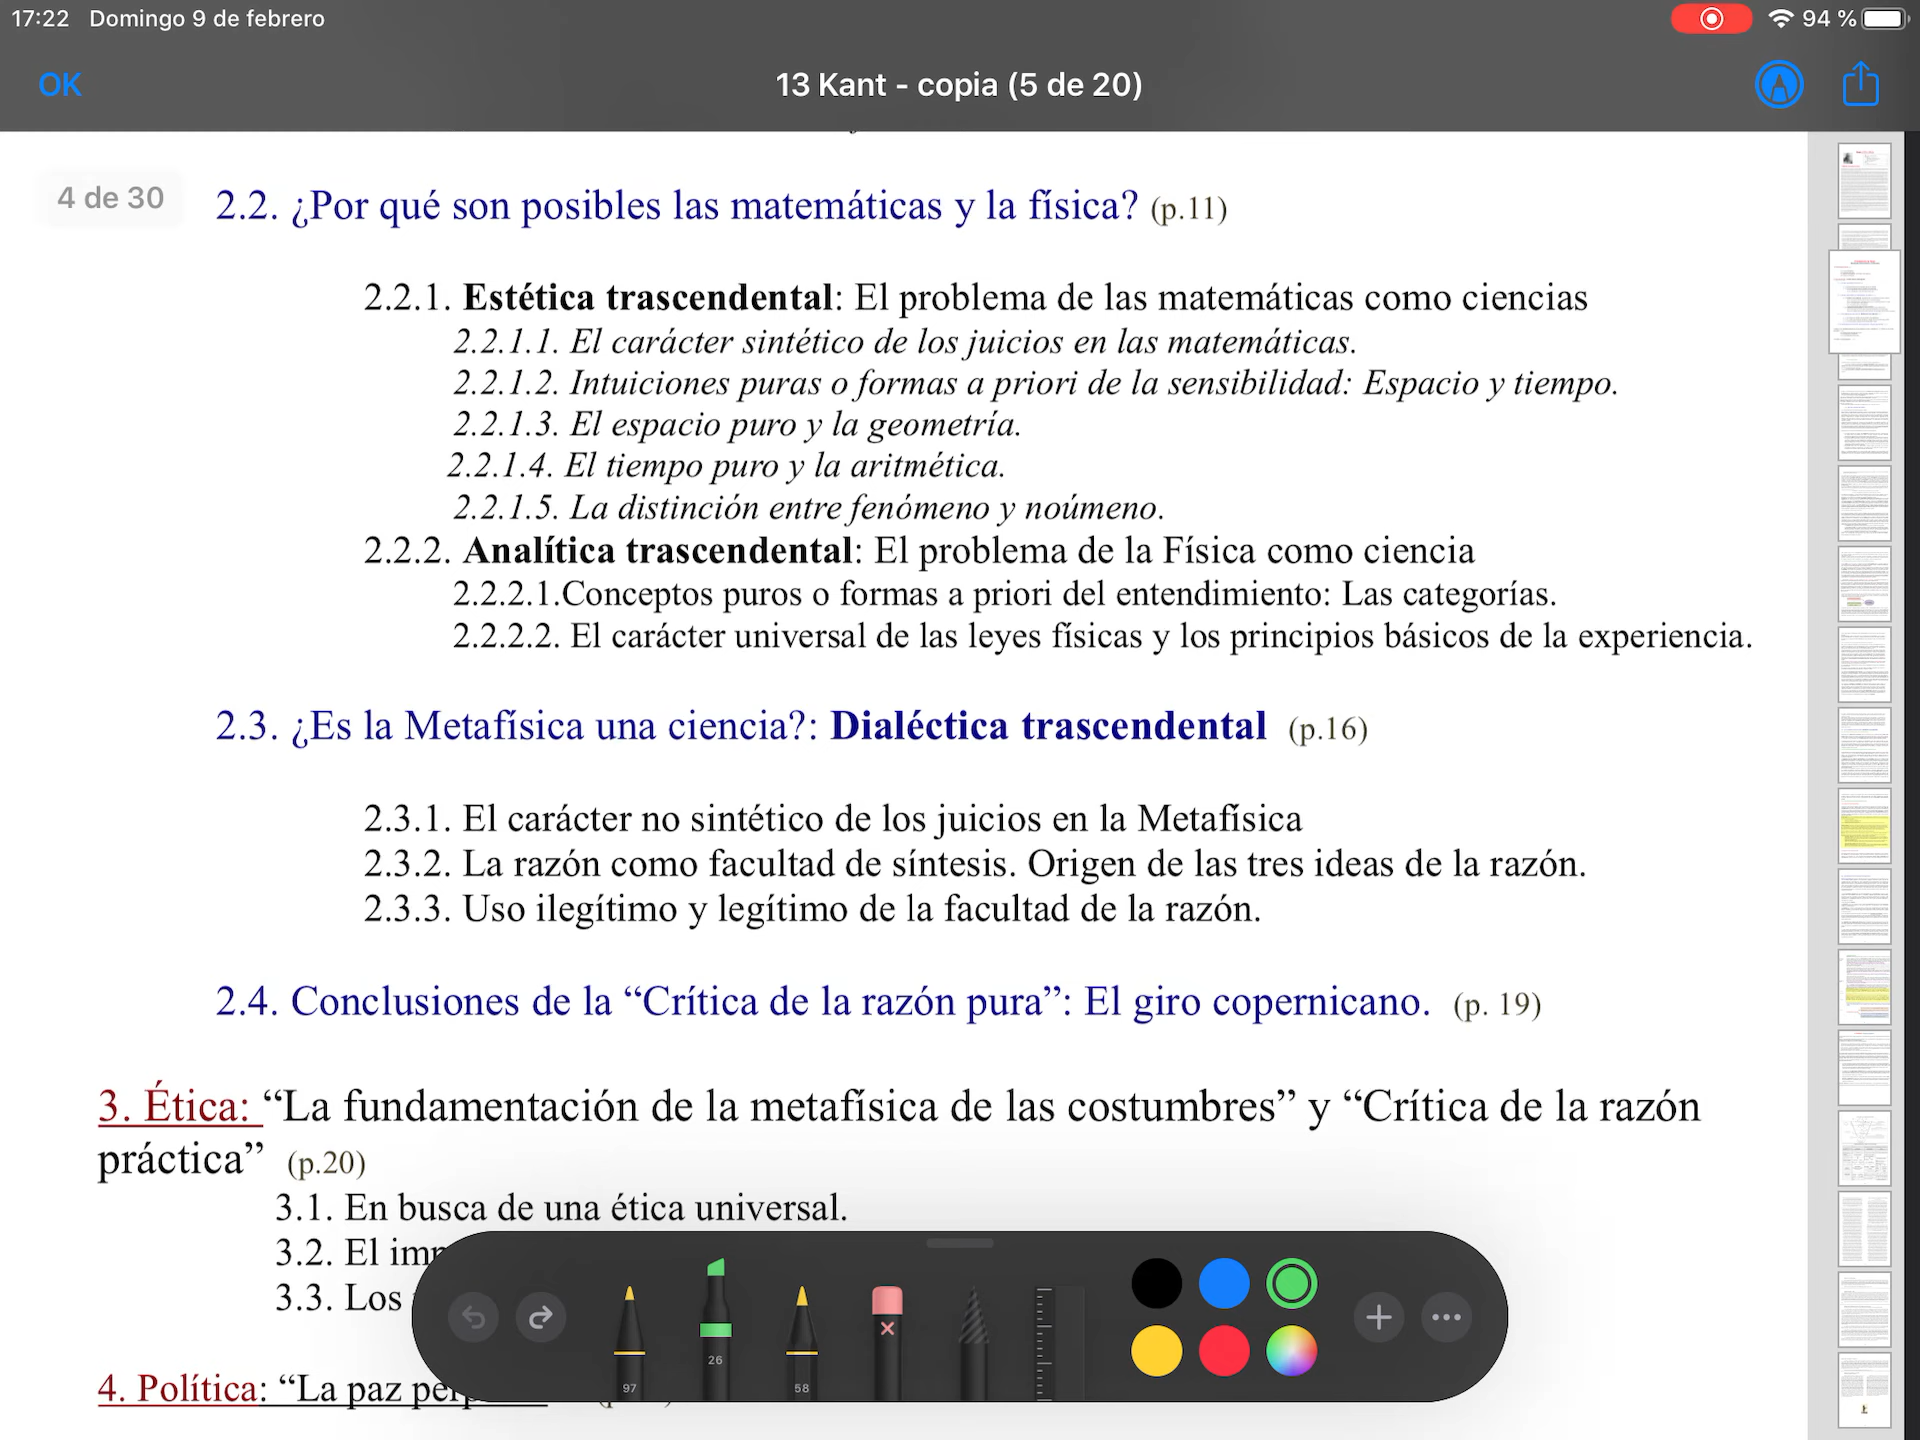 17:22 Domingo 9 de febrero 94 %
OK 13 Kant - copia (5 de 20)
4 de 30
2.2. ¿Por qué son posibles las matemáticas y la física? (p.11)
2.2.1. Estética trascendental: El problema de las matemáticas como ciencias
2.2.1.1. El carácter sintético de los juicios en las matemáticas.
2.2.1.2. Intuiciones puras o formas a priori de la sensibilidad: Espacio y tiempo.
2.2.1.3. El espacio puro y la geometría.
2.2.1.4. El tiempo puro y la aritmética.
2.2.1.5. La distinción entre fenómeno y noúmeno.
2.2.2. Analítica trascendental: El problema de la Física como ciencia
2.2.2.1.Conceptos puros o formas a priori del entendimiento: Las categorías.
2.2.2.2. El carácter universal de las leyes físicas y los principios básicos de la experiencia.
2.3. ¿Es la Metafísica una ciencia?: Dialéctica trascendental (p.16)
2.3.1. El carácter no sintético de los juicios en la Metafísica
2.3.2. La razón como facultad de síntesis. Origen de las tres ideas de la razón.
2.3.3. Uso ilegítimo y legítimo de la facultad de la razón.
2.4. Conclusiones de la “Crítica de la razón pura”: El giro copernicano. (p. 19)
3. Ética: “La fundamentación de la metafísica de las costumbres” y “Crítica de la razón
práctica” (p.20)
3.1. En busca de una ética universal.
3.2. El
3.3. Los
4. Política: “La paz
97 26 58